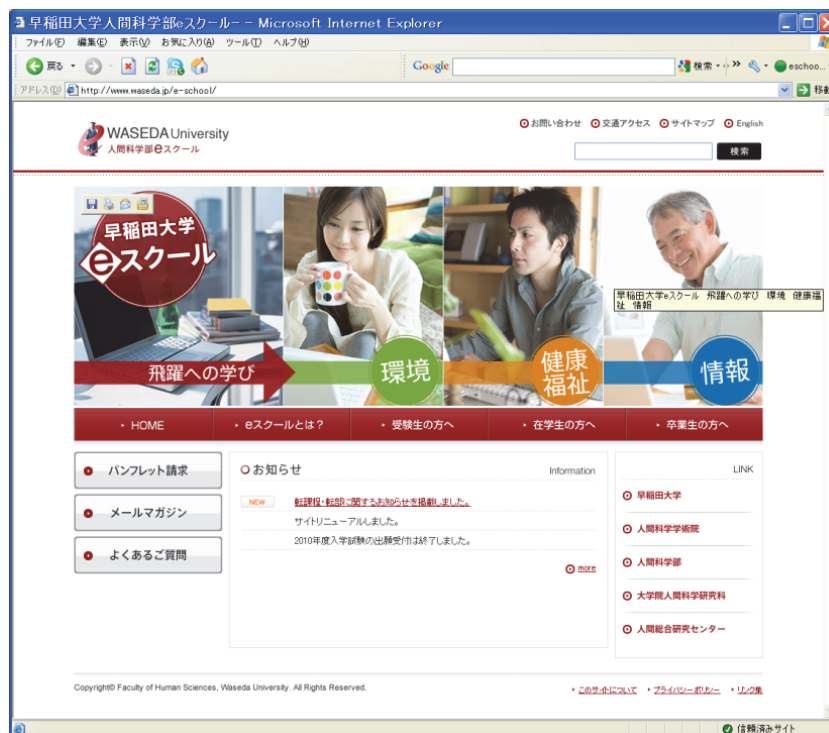 早稲田大学人間科学部eスクール－ － Microsoft Internet Explorer
ファイル(F) 編集(E) 表示(V) お気に入り(A) ツール(T) ヘルプ(H)
戻る Google 検索 eschoo...
アドレス(D) http://www.waseda.jp/e-school/ 移動
WASEDA University
人間科学部eスクール
お問い合わせ 交通アクセス サイトマップ English
検索
早稲田大学
eスクール
早稲田大学eスクール 飛躍への学び 環境 健康福
祉 情報
飛躍への学び 環境 健康
福祉 情報
HOME eスクールとは？ 受験生の方へ 在学生の方へ 卒業生の方へ
パンフレット請求
メールマガジン
よくあるご質問
お知らせ Information
NEW 転課程・転部に関するお知らせを掲載しました。
サイトリニューアルしました。
2010年度入学試験の出願受付は終了しました。
more
LINK
早稲田大学
人間科学学術院
人間科学部
大学院人間科学研究科
人間総合研究センター
Copyright© Faculty of Human Sciences, Waseda University. All Rights Reserved.
このサイトについて プライバシーポリシー リンク集
信頼済みサイト